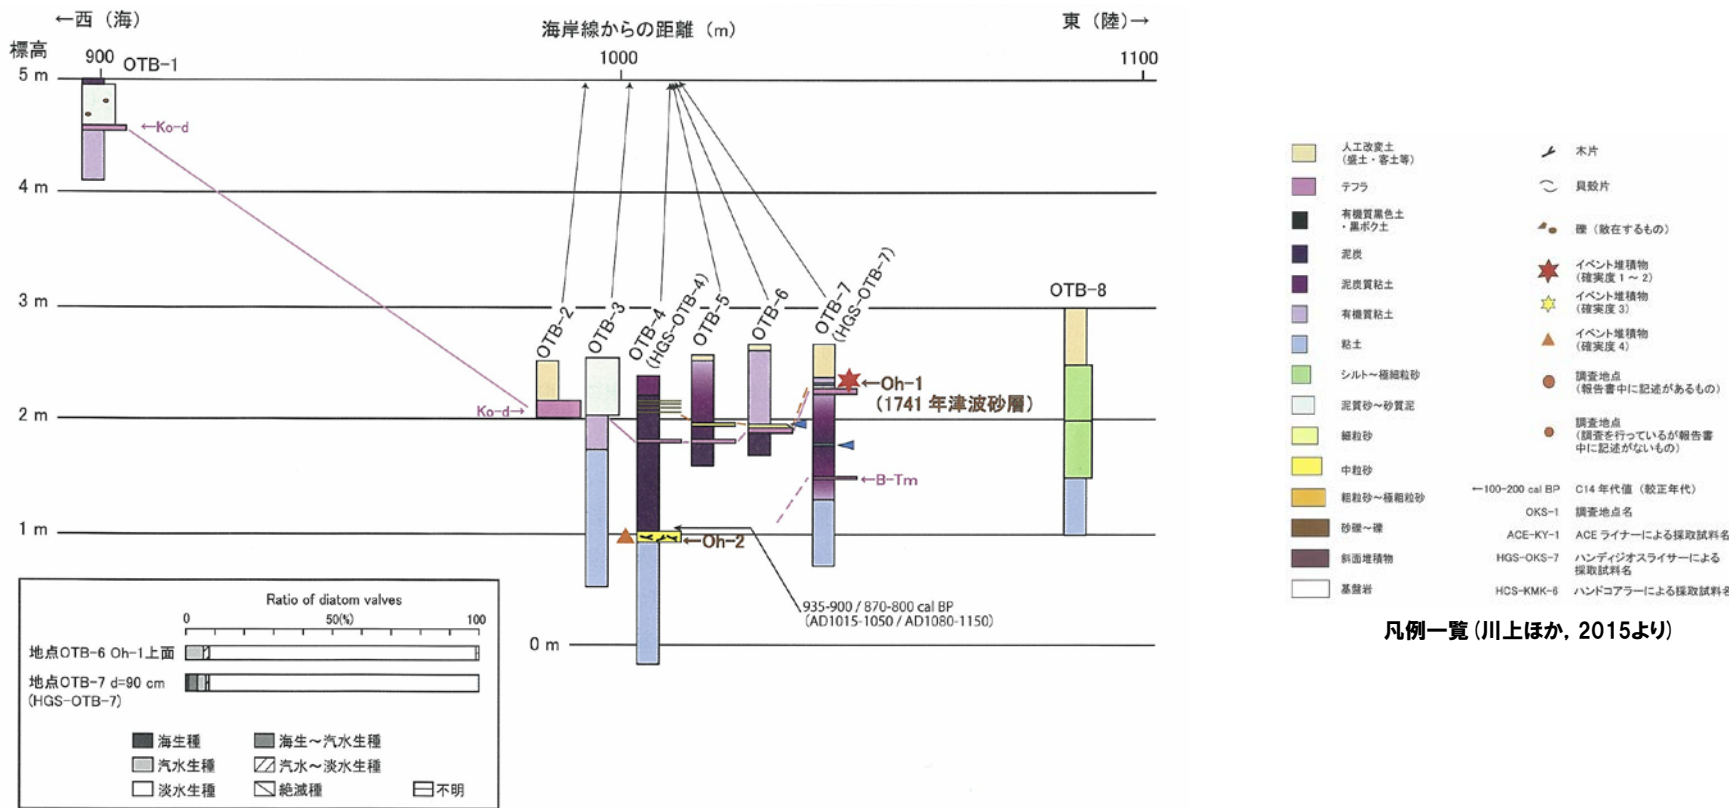 ←西（海）
海岸線からの距離（m）
東（陸）→
標高
900
1000
1100
OTB-1
5 m
←Ko-d
4 m
3 m
OTB-2
OTB-3
OTB-4
(HGS-OTB-4)
OTB-5
OTB-6
OTB-7
(HGS-OTB-7)
OTB-8
←Oh-1
(1741 年津波砂層)
Ko-d→
2 m
←B-Tm
1 m
←Oh-2
935-900 / 870-800 cal BP
(AD1015-1050 / AD1080-1150)
0 m
Ratio of diatom valves
0
50(%)
100
地点OTB-6 Oh-1上面
地点OTB-7 d=90 cm
(HGS-OTB-7)
海生種
海生～汽水生種
汽水生種
汽水～淡水生種
淡水生種
絶滅種
不明
人工改変土
（盛土・客土等）
テフラ
有機質黒色土
・黒ボク土
泥炭
泥炭質粘土
有機質粘土
粘土
シルト～極細粒砂
泥質砂～砂質泥
細粒砂
中粒砂
粗粒砂～極粗粒砂
砂礫～礫
斜面堆積物
基盤岩
木片
貝殻片
礫（散在するもの）
イベント堆積物
（確実度 1 ～ 2）
イベント堆積物
（確実度 3）
イベント堆積物
（確実度 4）
調査地点
（報告書中に記述があるもの）
調査地点
（調査を行っているが報告書
中に記述がないもの）
←100-200 cal BP C14 年代値（較正年代）
OKS-1 調査地点名
ACE-KY-1 ACE ライナーによる採取試料名
HGS-OKS-7 ハンディジオスライサーによる
採取試料名
HCS-KMK-6 ハンドコアラーによる採取試料名
凡例一覧（川上ほか，2015より）